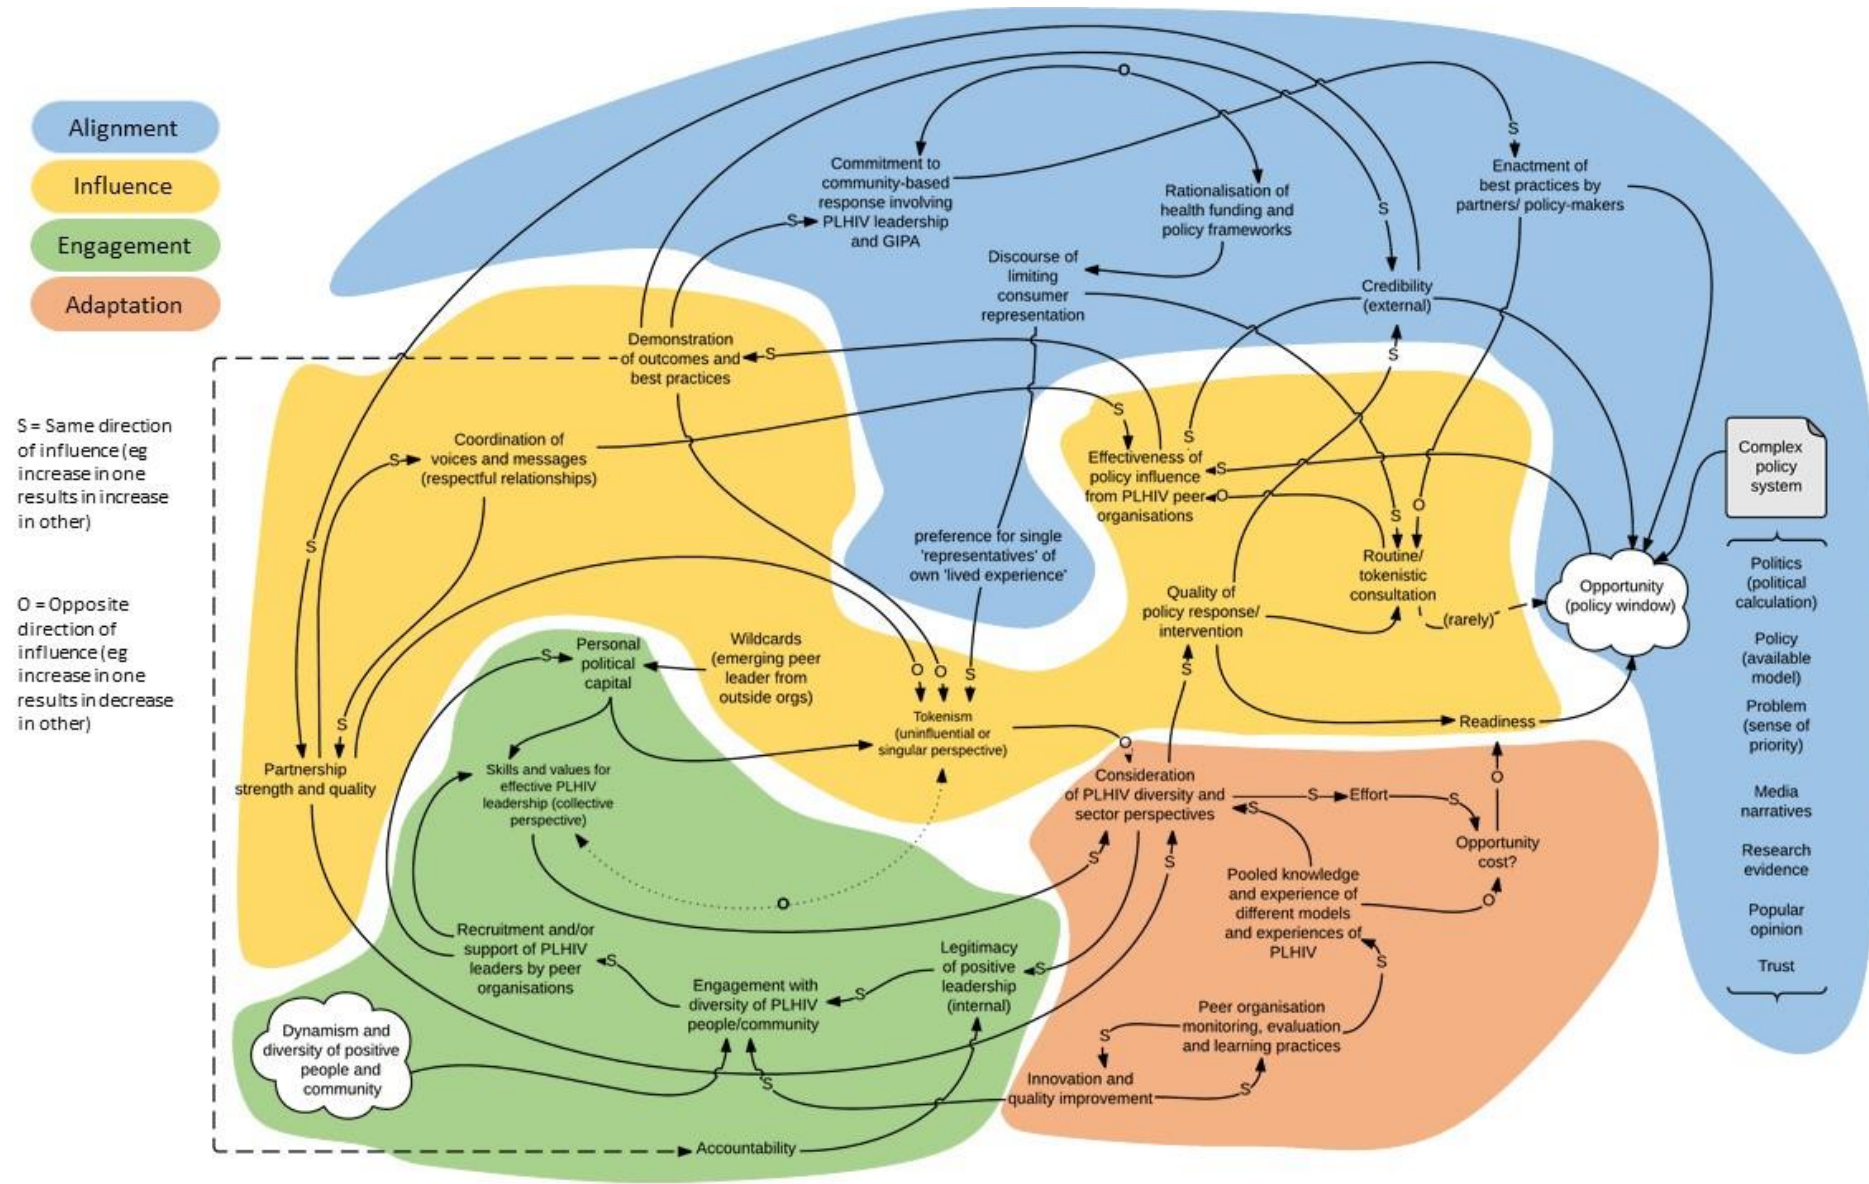 Alignment
Influence
Engagement
Adaptation
S = Same direction
of influence (eg
increase in one
results in increase
in other)
O = Opposite
direction of
influence (eg
increase in one
results in decrease
in other)
O
S
Commitment to
community-based
response involving
PLHIV leadership
and GIPA
S
Rationalisation of
health funding and
policy frameworks
Enactment of
best practices by
partners/ policy-makers
S
Discourse of
limiting
consumer
representation
Credibility
(external)
S
Demonstration
of outcomes and
best practices
S
S
Coordination of
voices and messages
(respectful relationships)
S
S
S
Effectiveness of
policy influence
from PLHIV peer
organisations
S
O
S
O
Complex
policy
system
preference for single
'representatives' of
own 'lived experience'
Routine/
tokenistic
consultation
(rarely)
Opportunity
(policy window)
Politics
(political
calculation)
Policy
(available
model)
Problem
(sense of
priority)
Media
narratives
Research
evidence
Popular
opinion
Trust
Quality of
policy response/
intervention
S
S
Personal
political
capital
S
Wildcards
(emerging peer
leader from
outside orgs)
O
O
S
Tokenism
(uninfluential or
singular perspective)
Readiness
S
Partnership
strength and quality
Skills and values for
effective PLHIV
leadership (collective
perspective)
O
Consideration
of PLHIV diversity and
sector perspectives
S
Effort
S
O
Opportunity
cost?
S
S
S
Pooled knowledge
and experience of
different models
and experiences of
PLHIV
O
O
Recruitment and/or
support of PLHIV
leaders by peer
organisations
S
Legitimacy
of positive
leadership
(internal)
S
S
S
Engagement with
diversity of PLHIV
people/community
Peer organisation
monitoring, evaluation
and learning practices
S
Dynamism and
diversity of positive
people and
community
S
Innovation and
quality improvement
S
Accountability